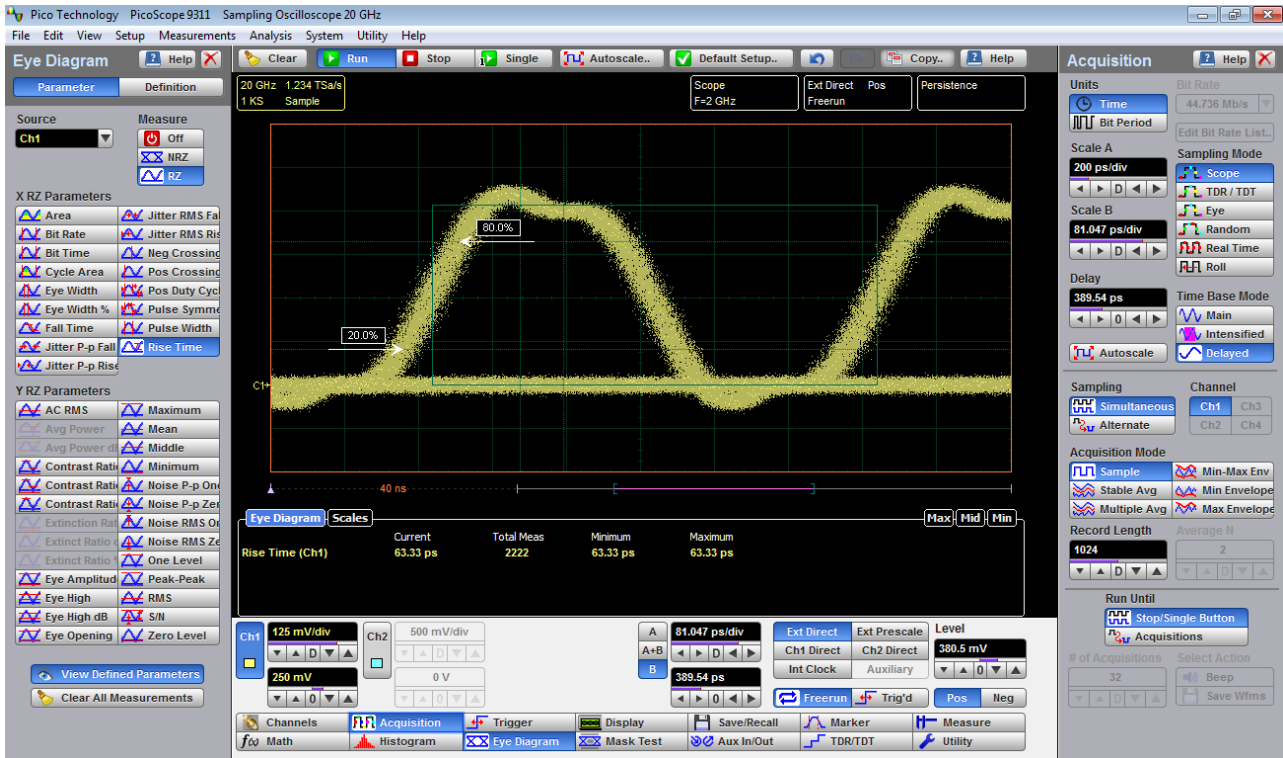 Pico Technology PicoScope 9311 Sampling Oscilloscope 20 GHz
File Edit View Setup Measurements Analysis System Utility Help
Eye Diagram Help
Parameter Definition
Source Measure
Ch1 Off
NRZ
RZ
X RZ Parameters
Area Jitter RMS Fal
Bit Rate Jitter RMS Ris
Bit Time Neg Crossing
Cycle Area Pos Crossing
Eye Width Pos Duty Cycl
Eye Width % Pulse Symme
Fall Time Pulse Width
Jitter P-p Fall Rise Time
Jitter P-p Rise
Y RZ Parameters
AC RMS Maximum
Avg Power Mean
Avg Power dB Middle
Contrast Rati Minimum
Contrast Rati Noise P-p One
Contrast Rati Noise P-p Zer
Extinction Rat Noise RMS On
Extinct Ratio Noise RMS Ze
Extinct Ratio One Level
Eye Amplitud Peak-Peak
Eye High RMS
Eye High dB S/N
Eye Opening Zero Level
View Defined Parameters
Clear All Measurements
Clear Run Stop Single Autoscale.. Default Setup.. Copy.. Help
20 GHz 1.234 TSa/s
1 KS Sample
Scope
F=2 GHz
Ext Direct Pos
Freerun
Persistence
80.0%
20.0%
C1
40 ns
Eye Diagram Scales Max Mid Min
Current Total Meas Minimum Maximum
Rise Time (Ch1) 63.33 ps 2222 63.33 ps 63.33 ps
Ch1 125 mV/div Ch2 500 mV/div A 81.047 ps/div Ext Direct Ext Prescale Level
D D A+B D Ch1 Direct Ch2 Direct 380.5 mV
250 mV 0 V B 389.54 ps Int Clock Auxiliary 0
0 0 0 Freerun Trig'd Pos Neg
Channels Acquisition Trigger Display Save/Recall Marker Measure
f(x) Math Histogram Eye Diagram Mask Test Aux In/Out TDR/TDT Utility
Acquisition Help
Units Bit Rate
Time 44.736 Mb/s
Bit Period Edit Bit Rate List..
Scale A Sampling Mode
200 ps/div Scope
D TDR / TDT
Scale B Eye
81.047 ps/div Random
D Real Time
Roll
Delay
389.54 ps Time Base Mode
0 Main
Intensified
Autoscale Delayed
Sampling Channel
Simultaneous Ch1 Ch3
Alternate Ch2 Ch4
Acquisition Mode
Sample Min-Max Env
Stable Avg Min Envelope
Multiple Avg Max Envelope
Record Length Average N
1024 2
D D
Run Until
Stop/Single Button
Acquisitions
# of Acquisitions Select Action
32 Beep
D Save Wfms